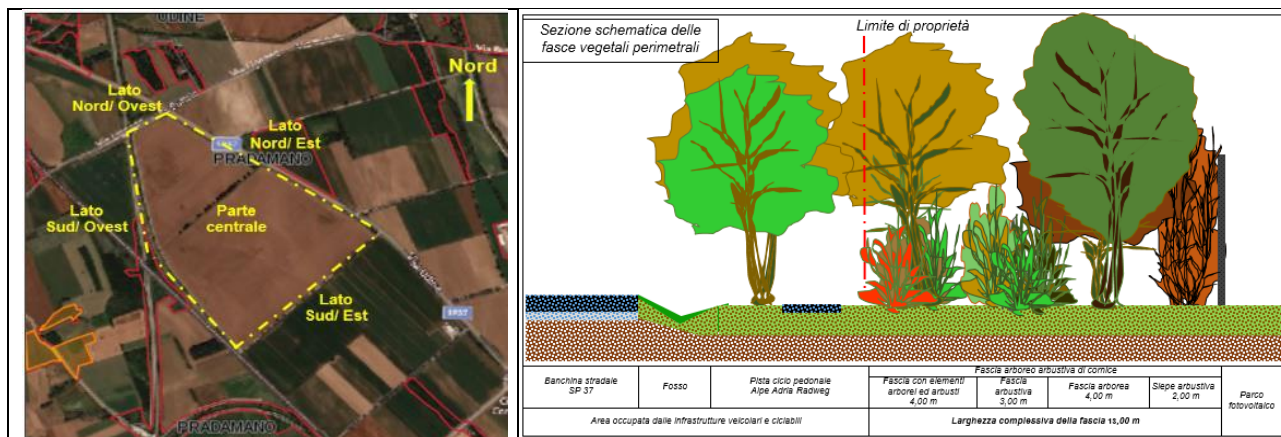 UDINE
Nord
Lato
Nord/ Ovest
Lato
Nord/ Est
PRADAMANO
Lato
Sud/ Ovest
Parte
centrale
Lato
Sud/ Est
SR37
PRADAMANO
Sezione schematica delle
fasce vegetali perimetrali
Limite di proprietà
Banchina stradale
SP 37
Fosso
Pista ciclo pedonale
Alpe Adria Radweg
Fascia arboreo arbustiva di cornice
Fascia con elementi
arborei ed arbusti
4,00 m
Fascia
arbustiva
3,00 m
Fascia arborea
4,00 m
Siepe arbustiva
2,00 m
Parco
fotovoltaico
Area occupata dalle infrastrutture veicolari e ciclabili
Larghezza complessiva della fascia 13,00 m